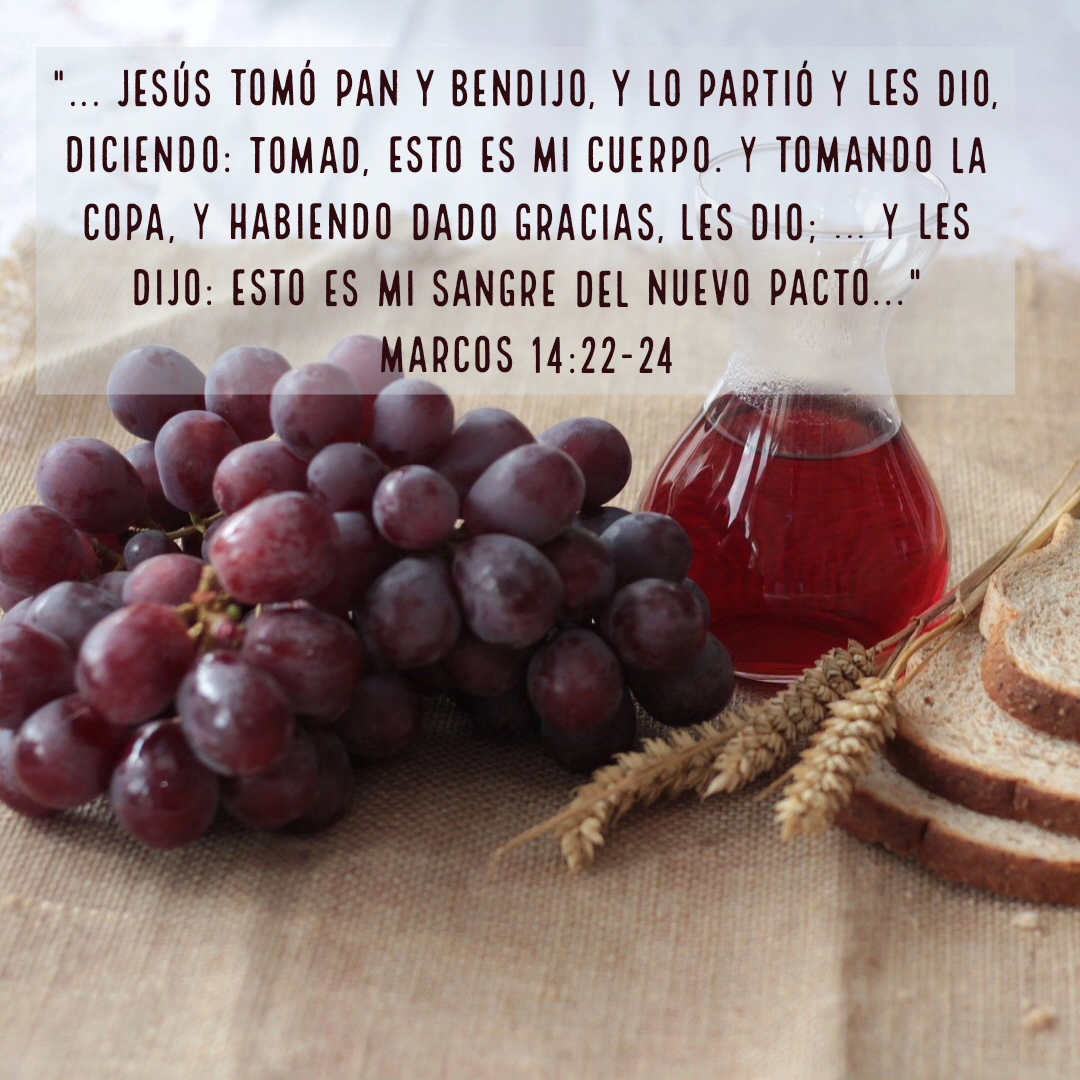 "... JESÚS TOMÓ PAN Y BENDIJO, Y LO PARTIÓ Y LES DIO,
DICIENDO: TOMAD, ESTO ES MI CUERPO. Y TOMANDO LA
COPA, Y HABIENDO DADO GRACIAS, LES DIO; ... Y LES
DIJO: ESTO ES MI SANGRE DEL NUEVO PACTO..."
MARCOS 14:22-24